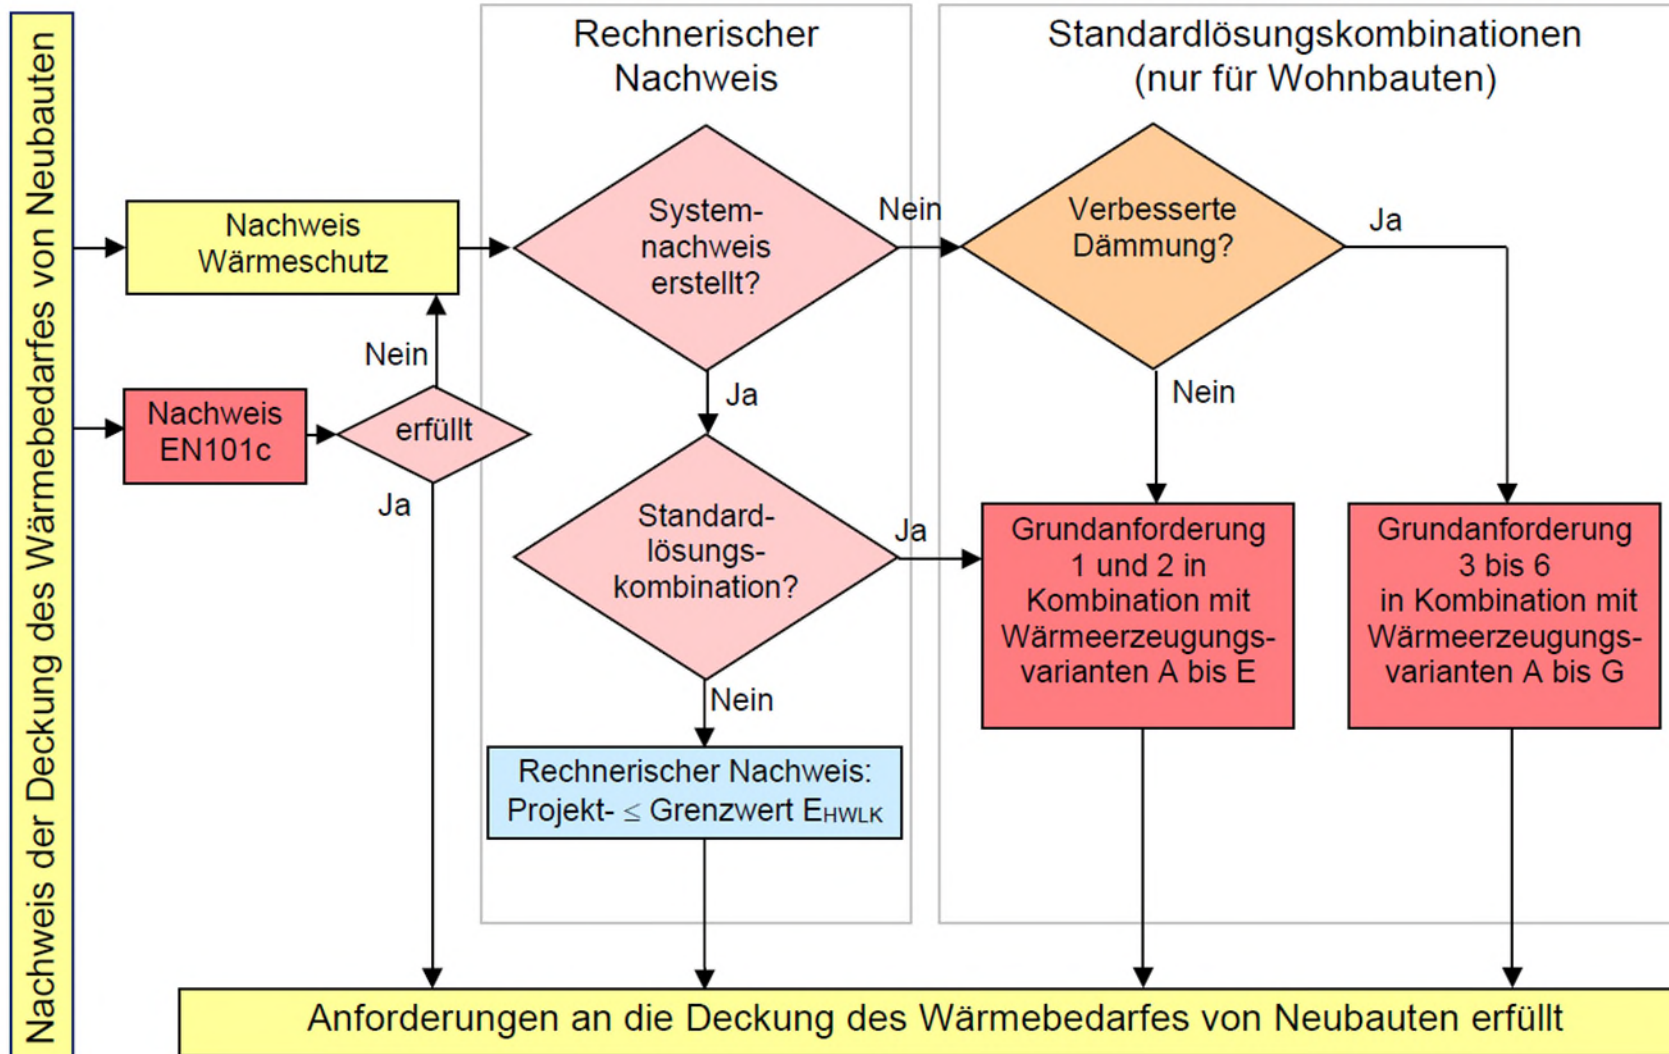 Nachweis der Deckung des Wärmebedarfes von Neubauten
Rechnerischer
Nachweis
Standardlösungskombinationen
(nur für Wohnbauten)
Nachweis
Wärmeschutz
System-
nachweis
erstellt?
Nein
Verbesserte
Dämmung?
Ja
Nein
Nachweis
EN101c
erfüllt
Ja
Ja
Nein
Standard-
lösungs-
kombination?
Ja
Grundanforderung
1 und 2 in
Kombination mit
Wärmeerzeugungs-
varianten A bis E
Grundanforderung
3 bis 6
in Kombination mit
Wärmeerzeugungs-
varianten A bis G
Nein
Rechnerischer Nachweis:
Projekt- ≤ Grenzwert EHWLK
Anforderungen an die Deckung des Wärmebedarfes von Neubauten erfüllt